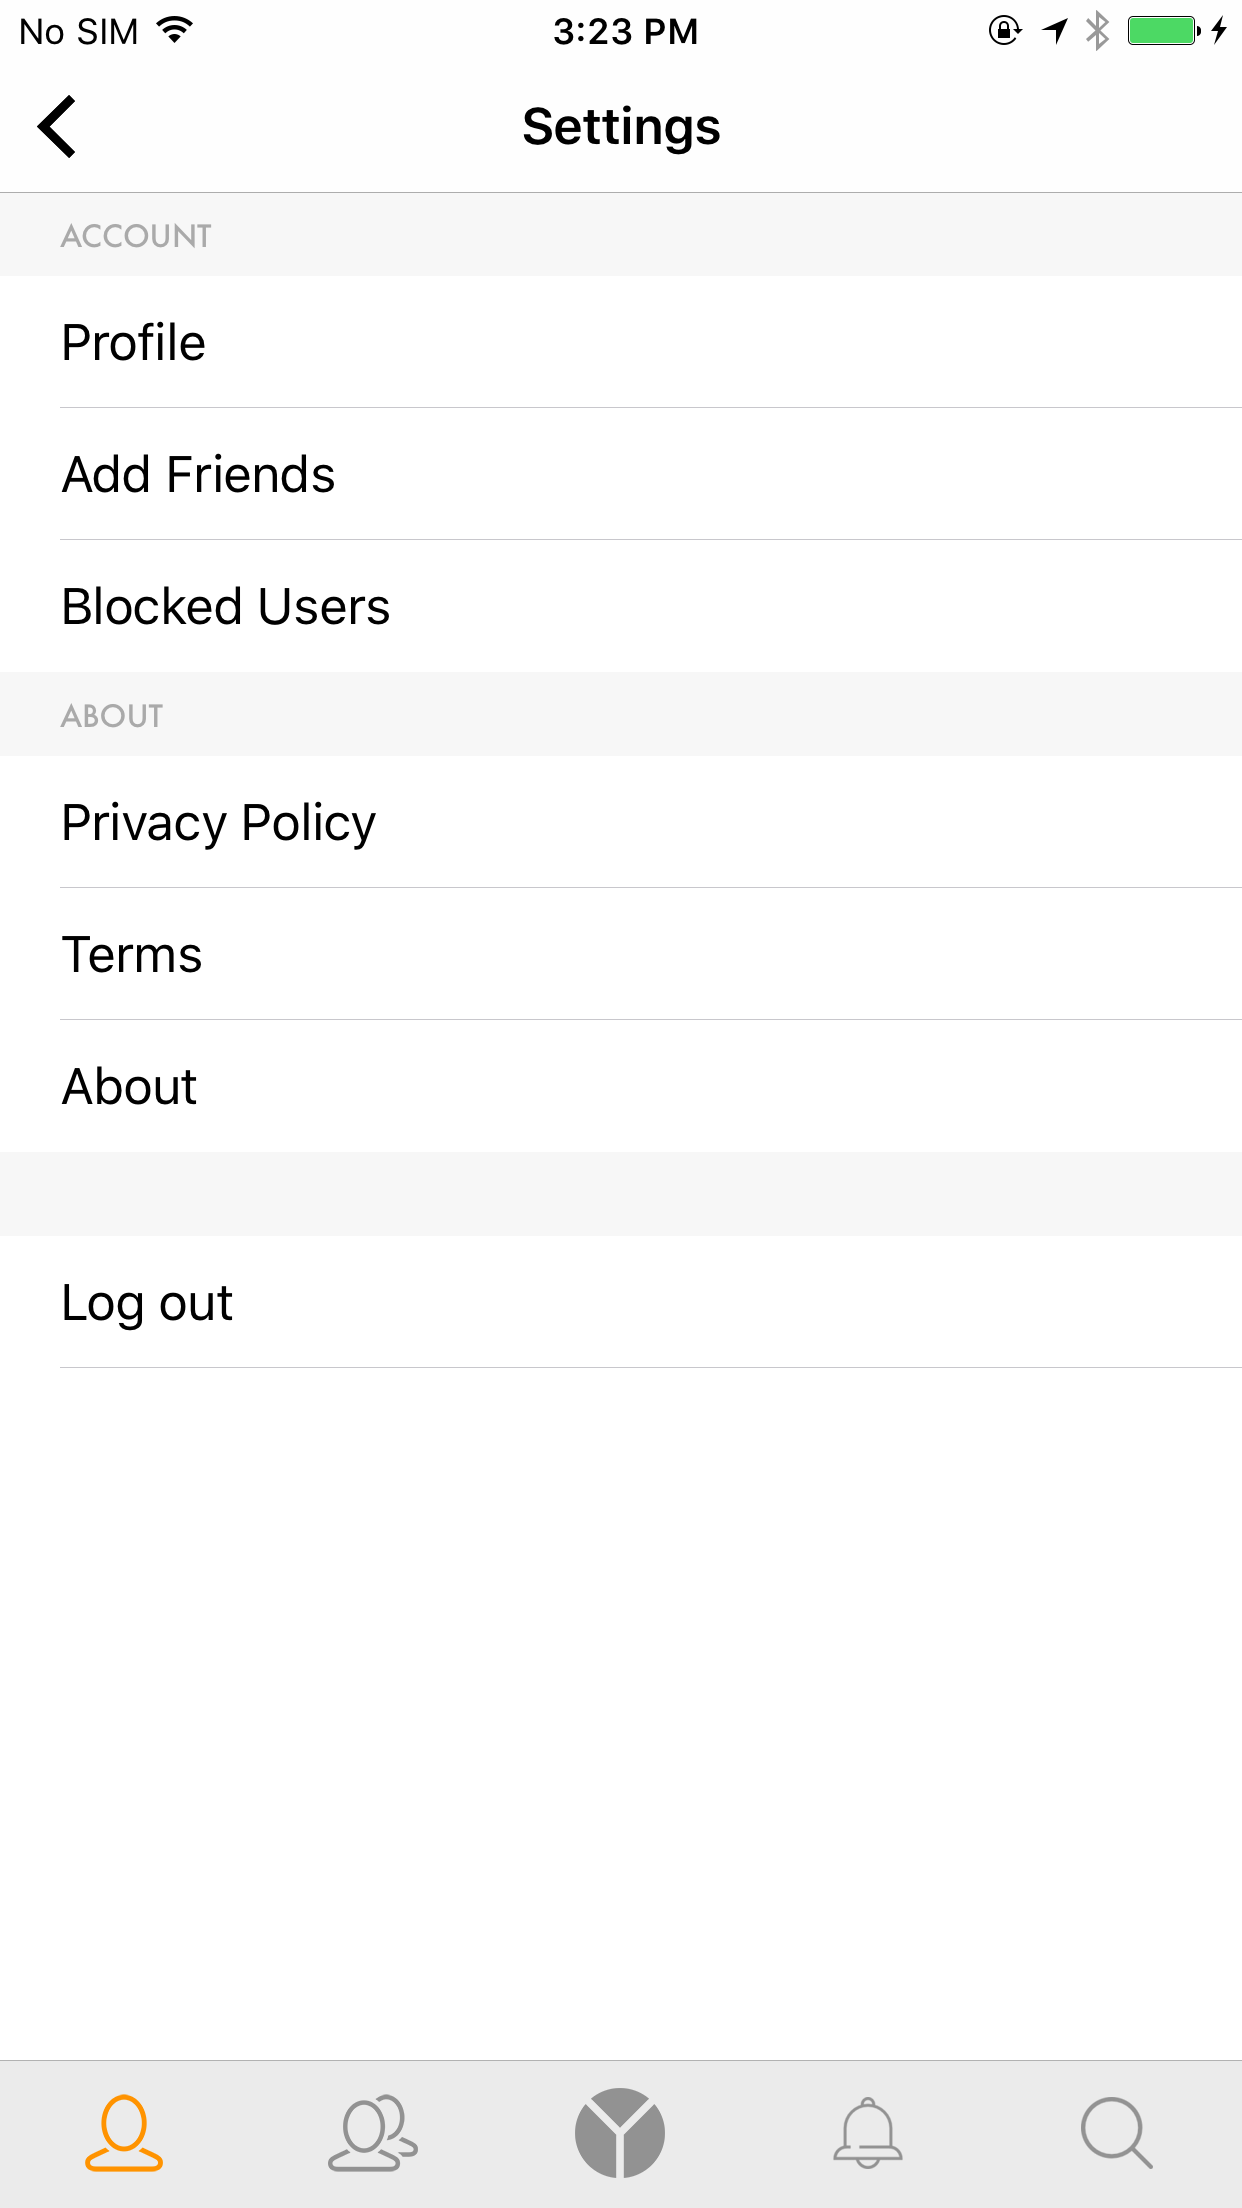 No SIM 3:23 PM
Settings
ACCOUNT
Profile
Add Friends
Blocked Users
ABOUT
Privacy Policy
Terms
About
Log out